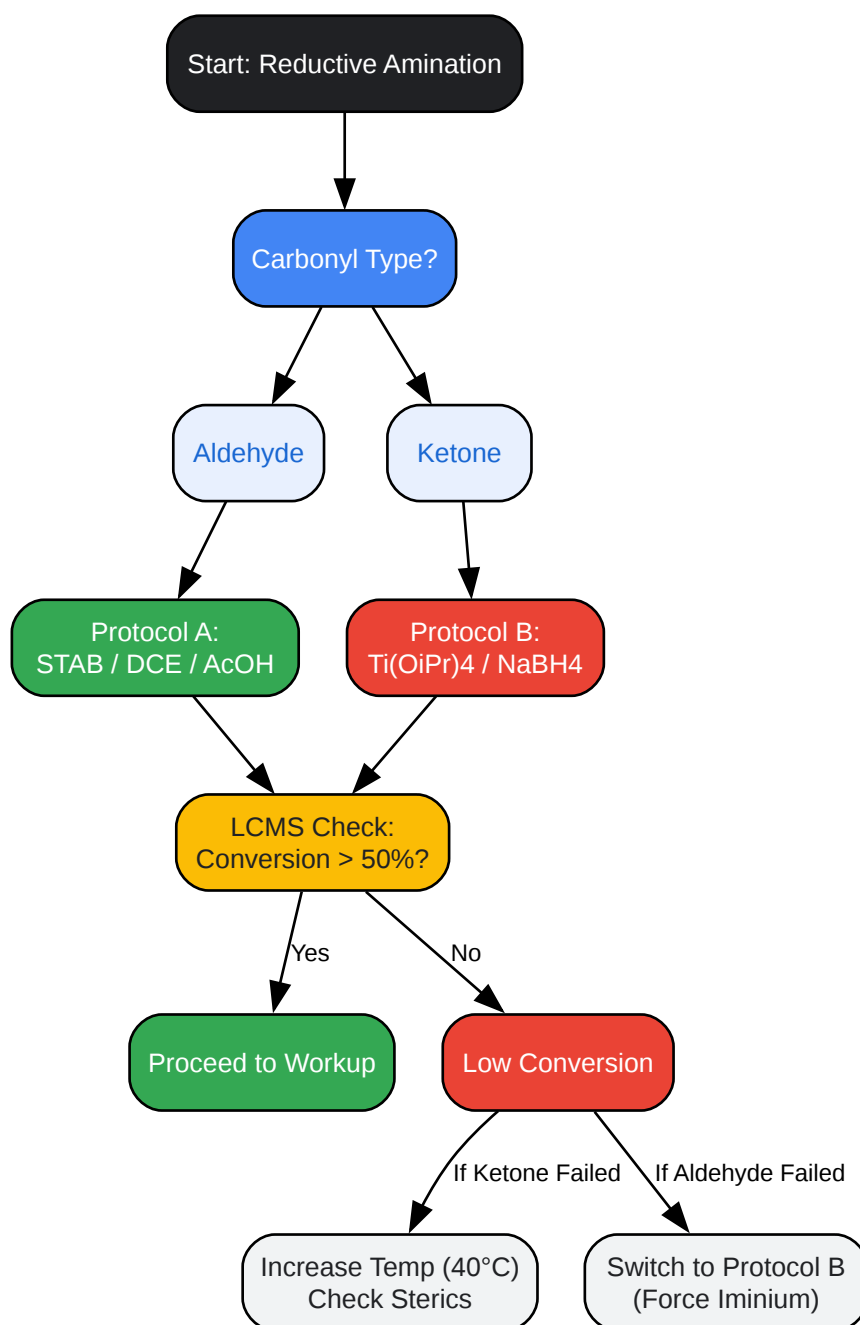 Start: Reductive Amination
Carbonyl Type?
Aldehyde
Ketone
Protocol A:
STAB / DCE / AcOH
Protocol B:
Ti(OiPr)4 / NaBH4
LCMS Check:
Conversion > 50%?
Yes
No
Proceed to Workup
Low Conversion
If Ketone Failed
If Aldehyde Failed
Increase Temp (40°C)
Check Sterics
Switch to Protocol B
(Force Iminium)